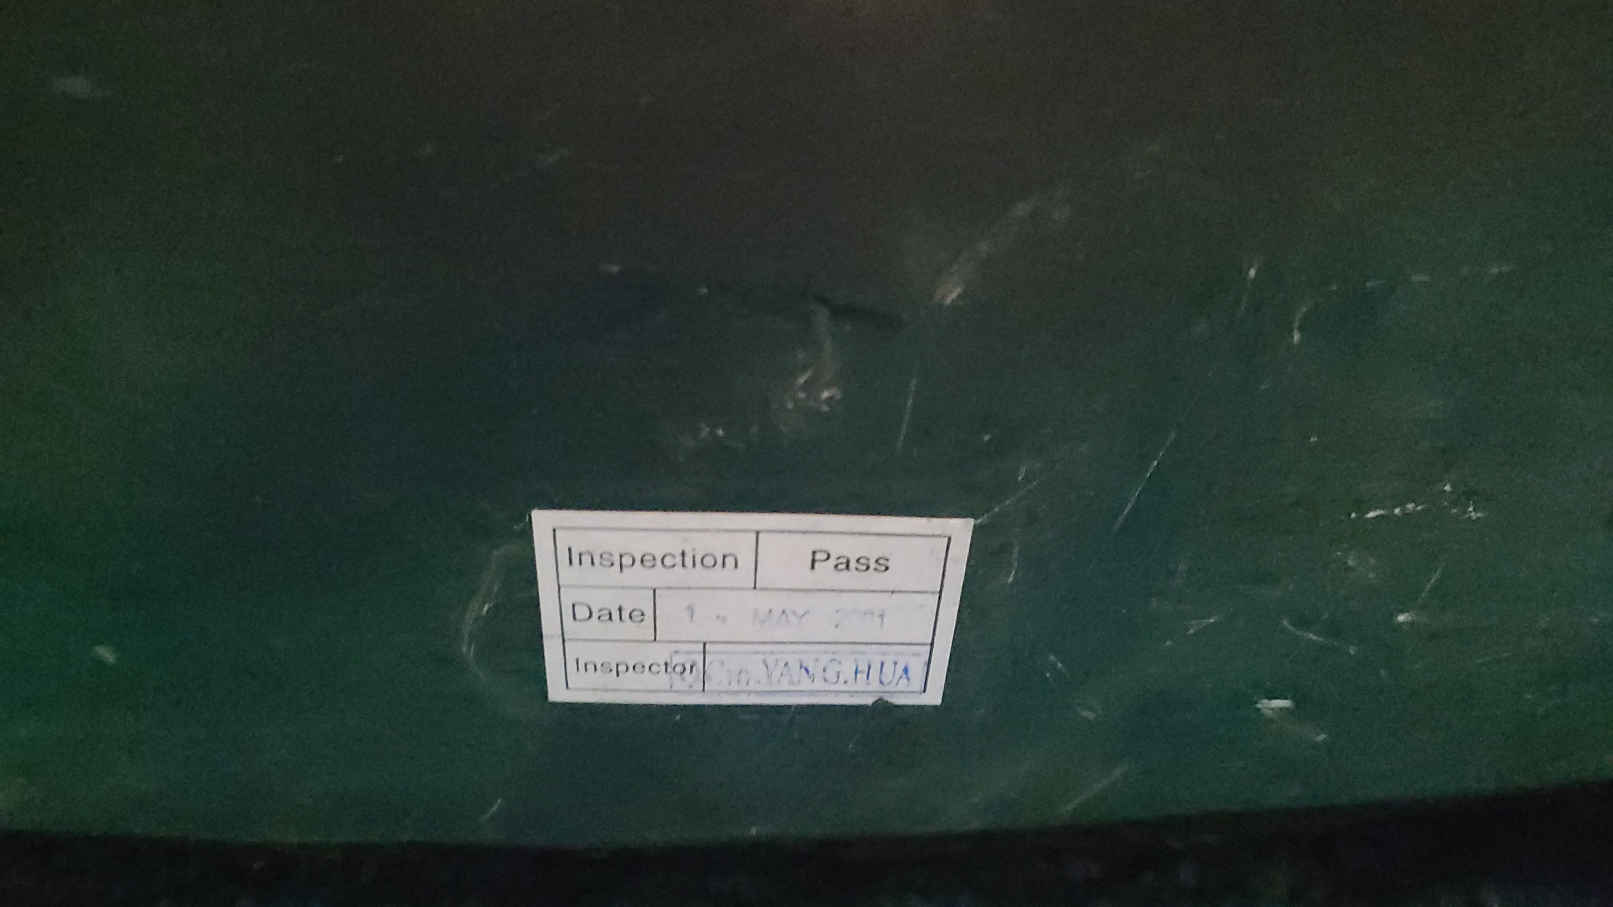 Inspection Pass
Date MAY
Inspector YANG.HUA